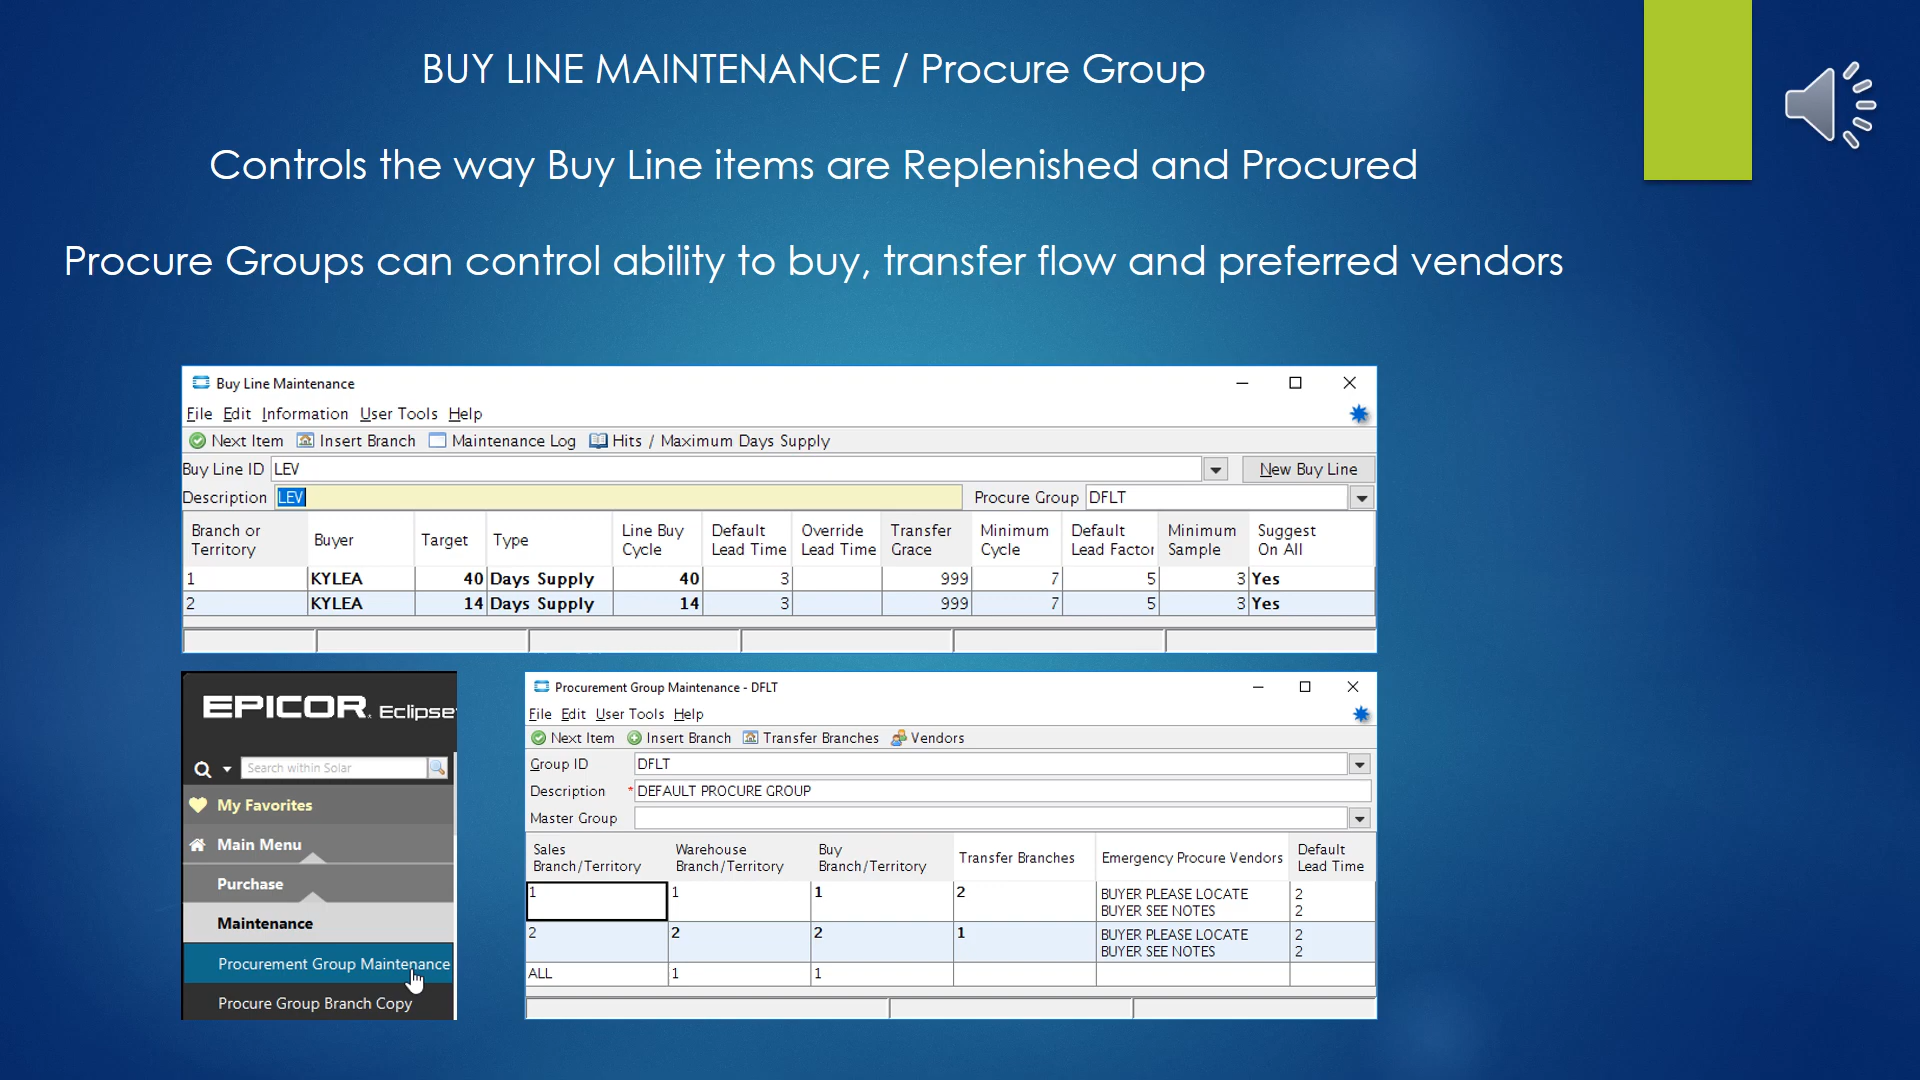 BUY LINE MAINTENANCE / Procure Group
Controls the way Buy Line items are Replenished and Procured
Procure Groups can control ability to buy, transfer flow and preferred vendors
Buy Line Maintenance
File Edit Information User Tools Help
Next Item Insert Branch Maintenance Log Hits / Maximum Days Supply
Buy Line ID LEV New Buy Line
Description LEV Procure Group DFLT
Branch or Territory Buyer Target Type Line Buy Cycle Default Lead Time Override Lead Time Transfer Grace Minimum Cycle Default Lead Factor Minimum Sample Suggest On All
1 KYLEA 40 Days Supply 40 3 999 7 5 3 Yes
2 KYLEA 14 Days Supply 14 3 999 7 5 3 Yes
EPICOR Eclipse
Search within Solar
My Favorites
Main Menu
Purchase
Maintenance
Procurement Group Maintenance
Procure Group Branch Copy
Procurement Group Maintenance - DFLT
File Edit User Tools Help
Next Item Insert Branch Transfer Branches Vendors
Group ID DFLT
Description * DEFAULT PROCURE GROUP
Master Group
Sales Branch/Territory Warehouse Branch/Territory Buy Branch/Territory Transfer Branches Emergency Procure Vendors Default Lead Time
1 1 1 2 BUYER PLEASE LOCATE 2
BUYER SEE NOTES 2
2 2 2 1 BUYER PLEASE LOCATE 2
BUYER SEE NOTES 2
ALL 1 1